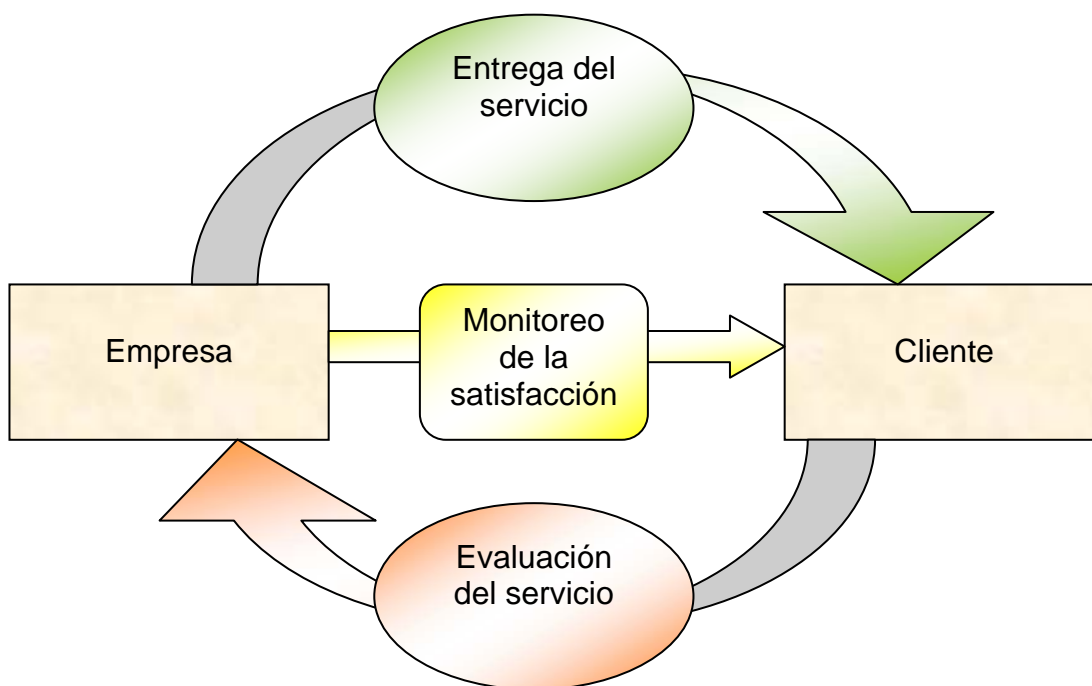 Entrega del
servicio
Empresa
Monitoreo
de la
satisfacción
Cliente
Evaluación
del servicio